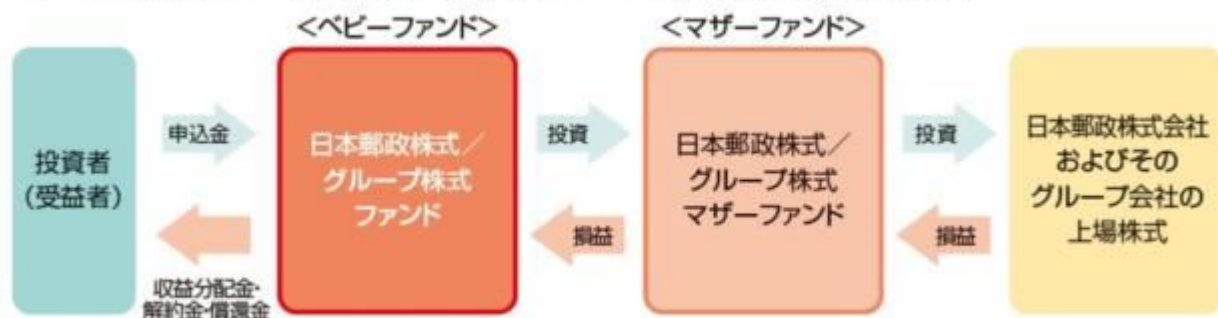 <ベビーファンド>
<マザーファンド>
投資者
(受益者)
申込金
収益分配金・
解約金・償還金
日本郵政株式／
グループ株式
ファンド
投資
損益
日本郵政株式／
グループ株式
マザーファンド
投資
損益
日本郵政株式会社
およびその
グループ会社の
上場株式